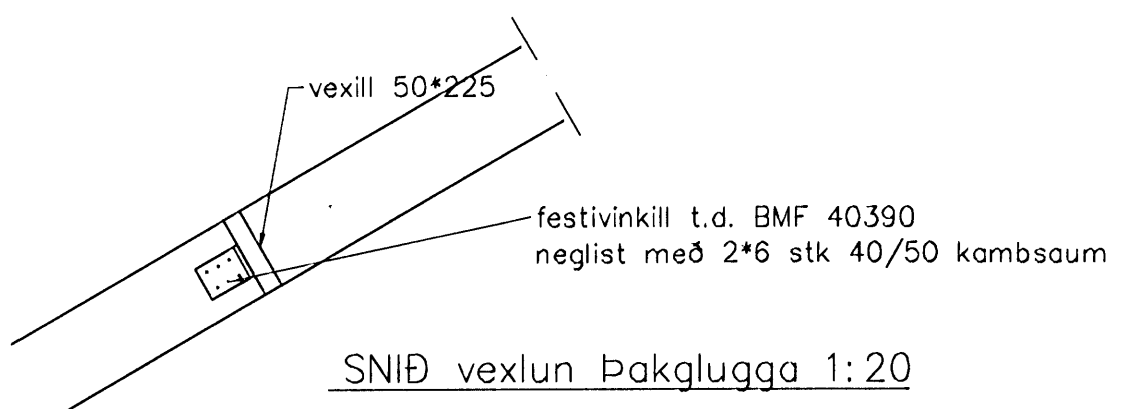 vexill 50*225
festivinkill t.d. BMF 40390
neglist með 2*6 stk 40/50 kambsaum
SNIÐ vexlun Þakglugga 1:20